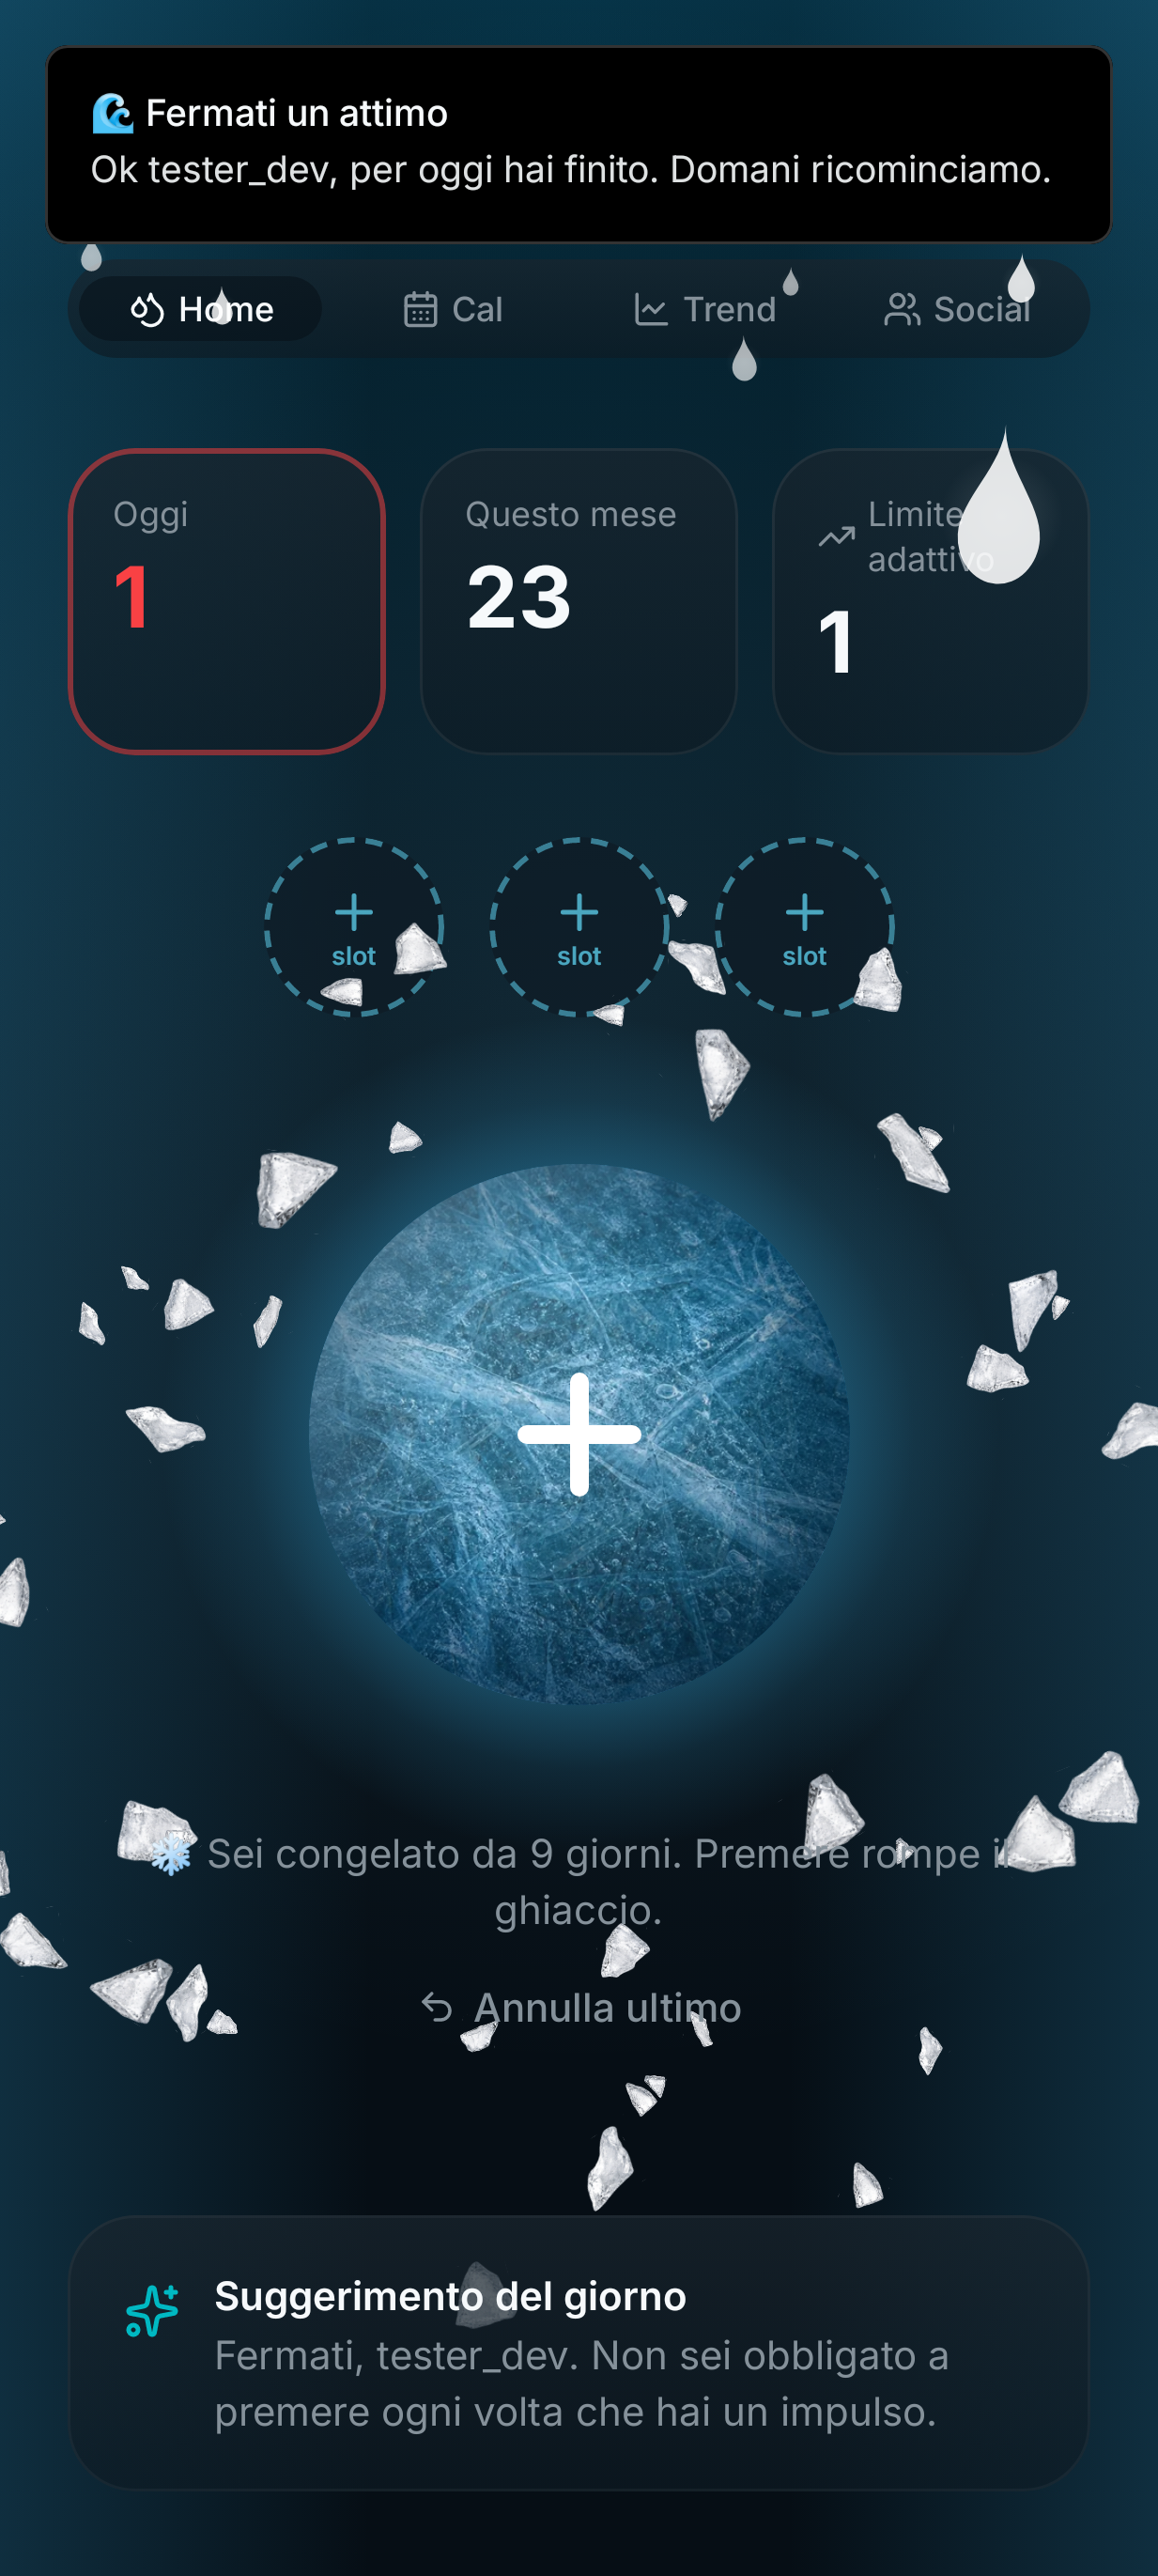 🌊 Fermati un attimo
Ok tester_dev, per oggi hai finito. Domani ricominciamo.
Home
Cal
Trend
Social
Oggi
1
Questo mese
23
Limite
adattivo
1
slot
slot
slot
❄️ Sei congelato da 9 giorni. Premere rompe il
ghiaccio.
Annulla ultimo
Suggerimento del giorno
Fermati, tester_dev. Non sei obbligato a
premere ogni volta che hai un impulso.